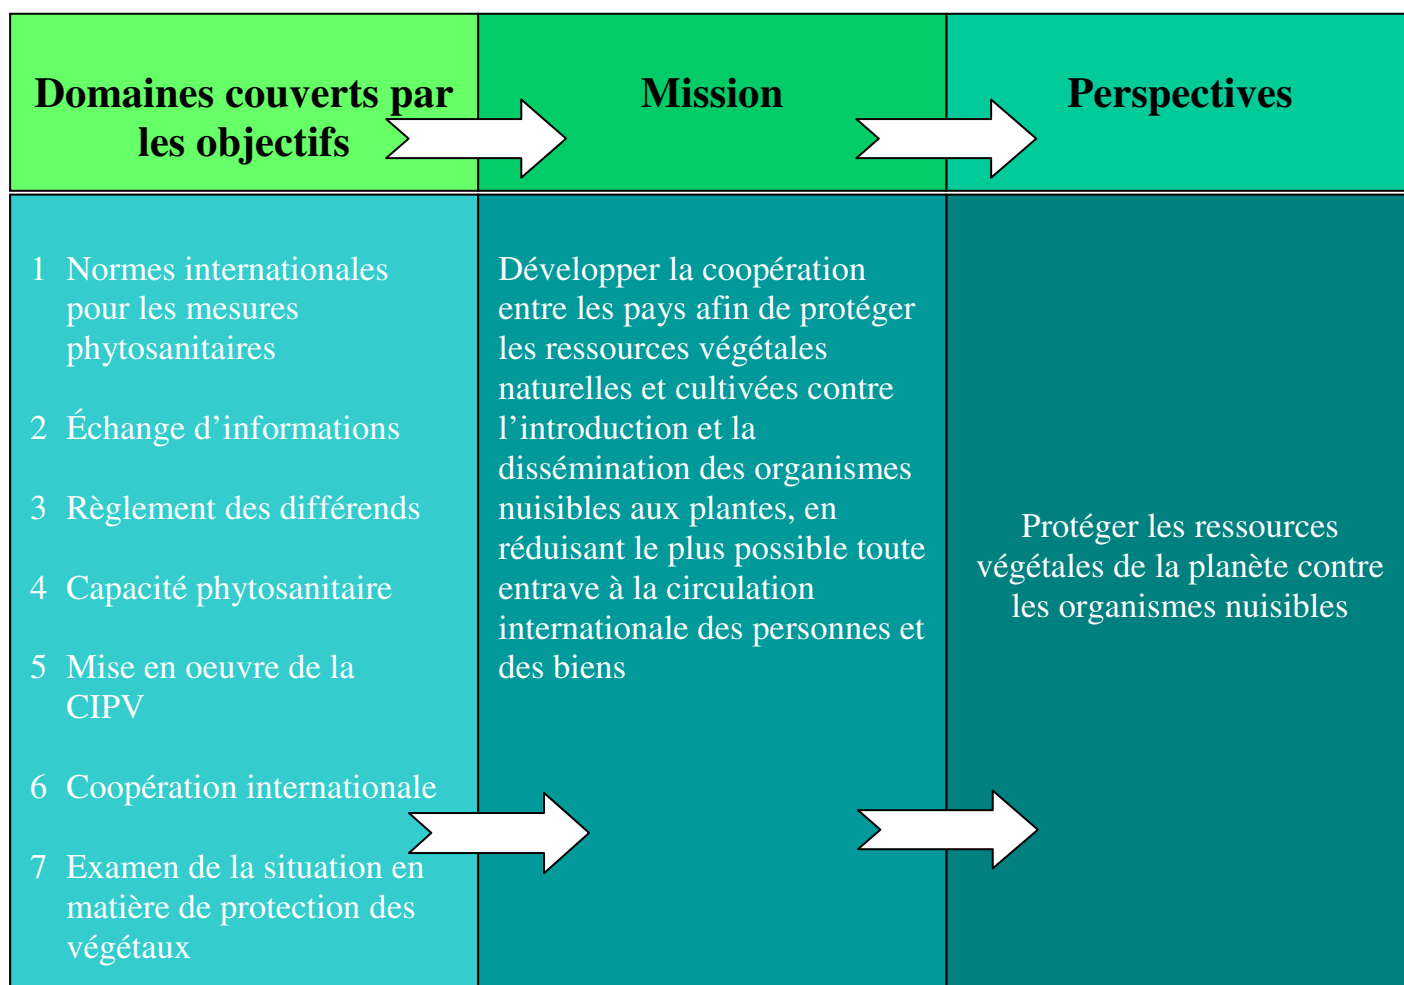 Domaines couverts par
les objectifs
Mission
Perspectives
1 Normes internationales
pour les mesures
phytosanitaires
2 Échange d’informations
3 Règlement des différends
4 Capacité phytosanitaire
5 Mise en oeuvre de la
CIPV
6 Coopération internationale
7 Examen de la situation en
matière de protection des
végétaux
Développer la coopération
entre les pays afin de protéger
les ressources végétales
naturelles et cultivées contre
l’introduction et la
dissémination des organismes
nuisibles aux plantes, en
réduisant le plus possible toute
entrave à la circulation
internationale des personnes et
des biens
Protéger les ressources
végétales de la planète contre
les organismes nuisibles